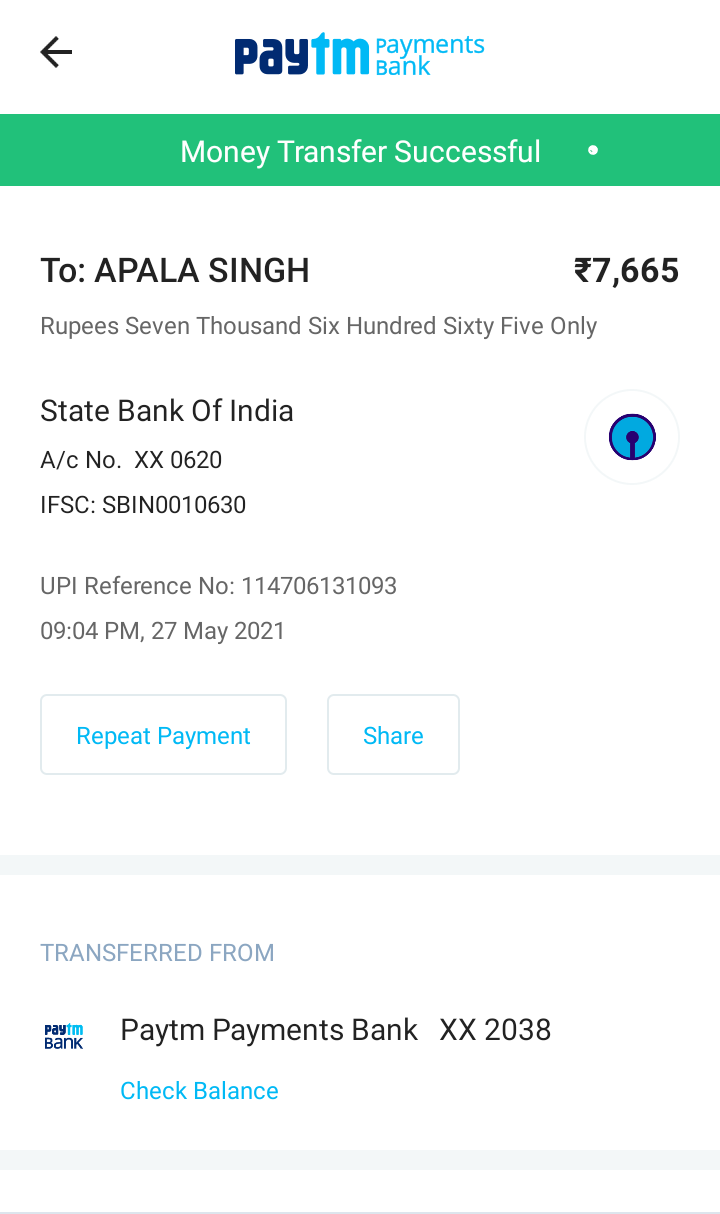 paytm Payments Bank
Money Transfer Successful
To: APALA SINGH ₹7,665
Rupees Seven Thousand Six Hundred Sixty Five Only
State Bank Of India
A/c No. XX 0620
IFSC: SBIN0010630
UPI Reference No: 114706131093
09:04 PM, 27 May 2021
Repeat Payment Share
TRANSFERRED FROM
paytm BANK Paytm Payments Bank XX 2038
Check Balance